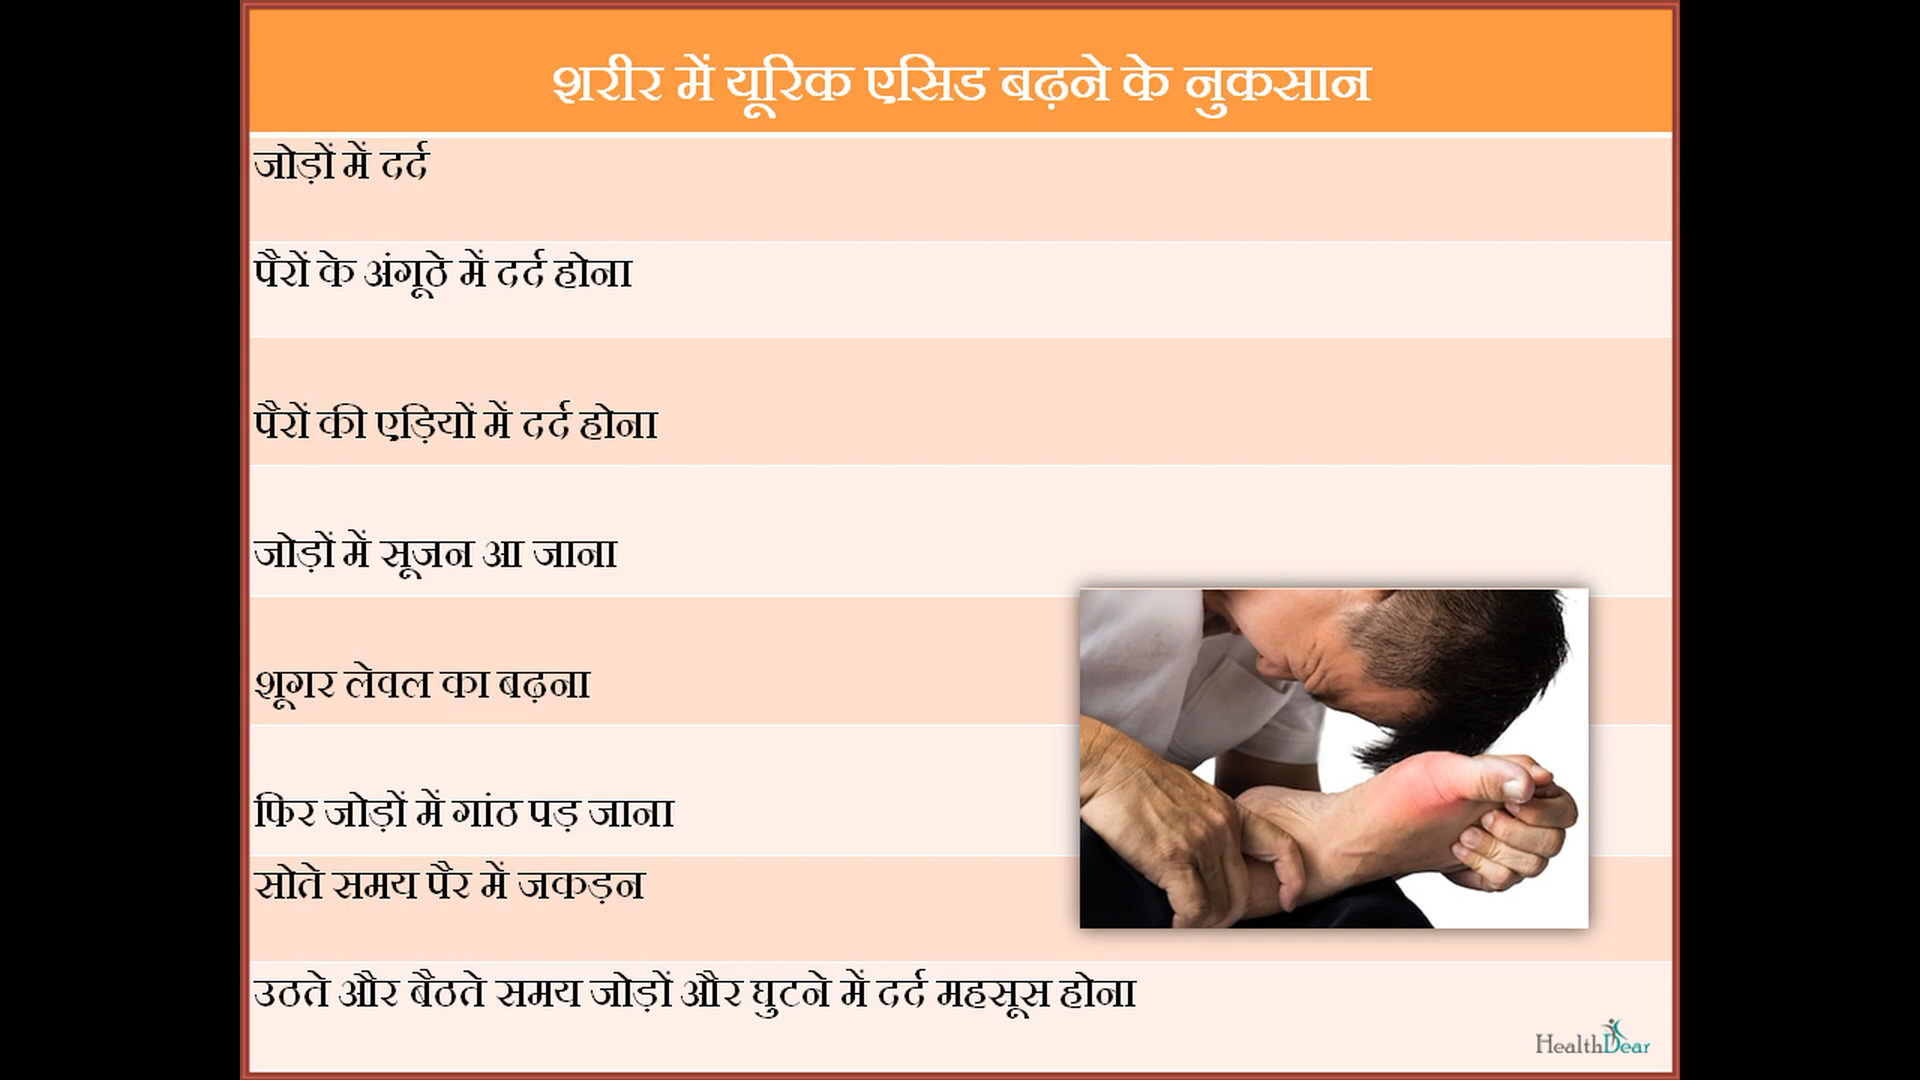 शरीर में यूरिक एसिड बढ़ने के नुकसान
जोड़ों में दर्द
पैरों के अंगूठे में दर्द होना
पैरों की एड़ियों में दर्द होना
जोड़ों में सूजन आ जाना
शूगर लेवल का बढ़ना
फिर जोड़ों में गांठ पड़ जाना
सोते समय पैर में जकड़न
उठते और बैठते समय जोड़ों और घुटने में दर्द महसूस होना
HealthDear